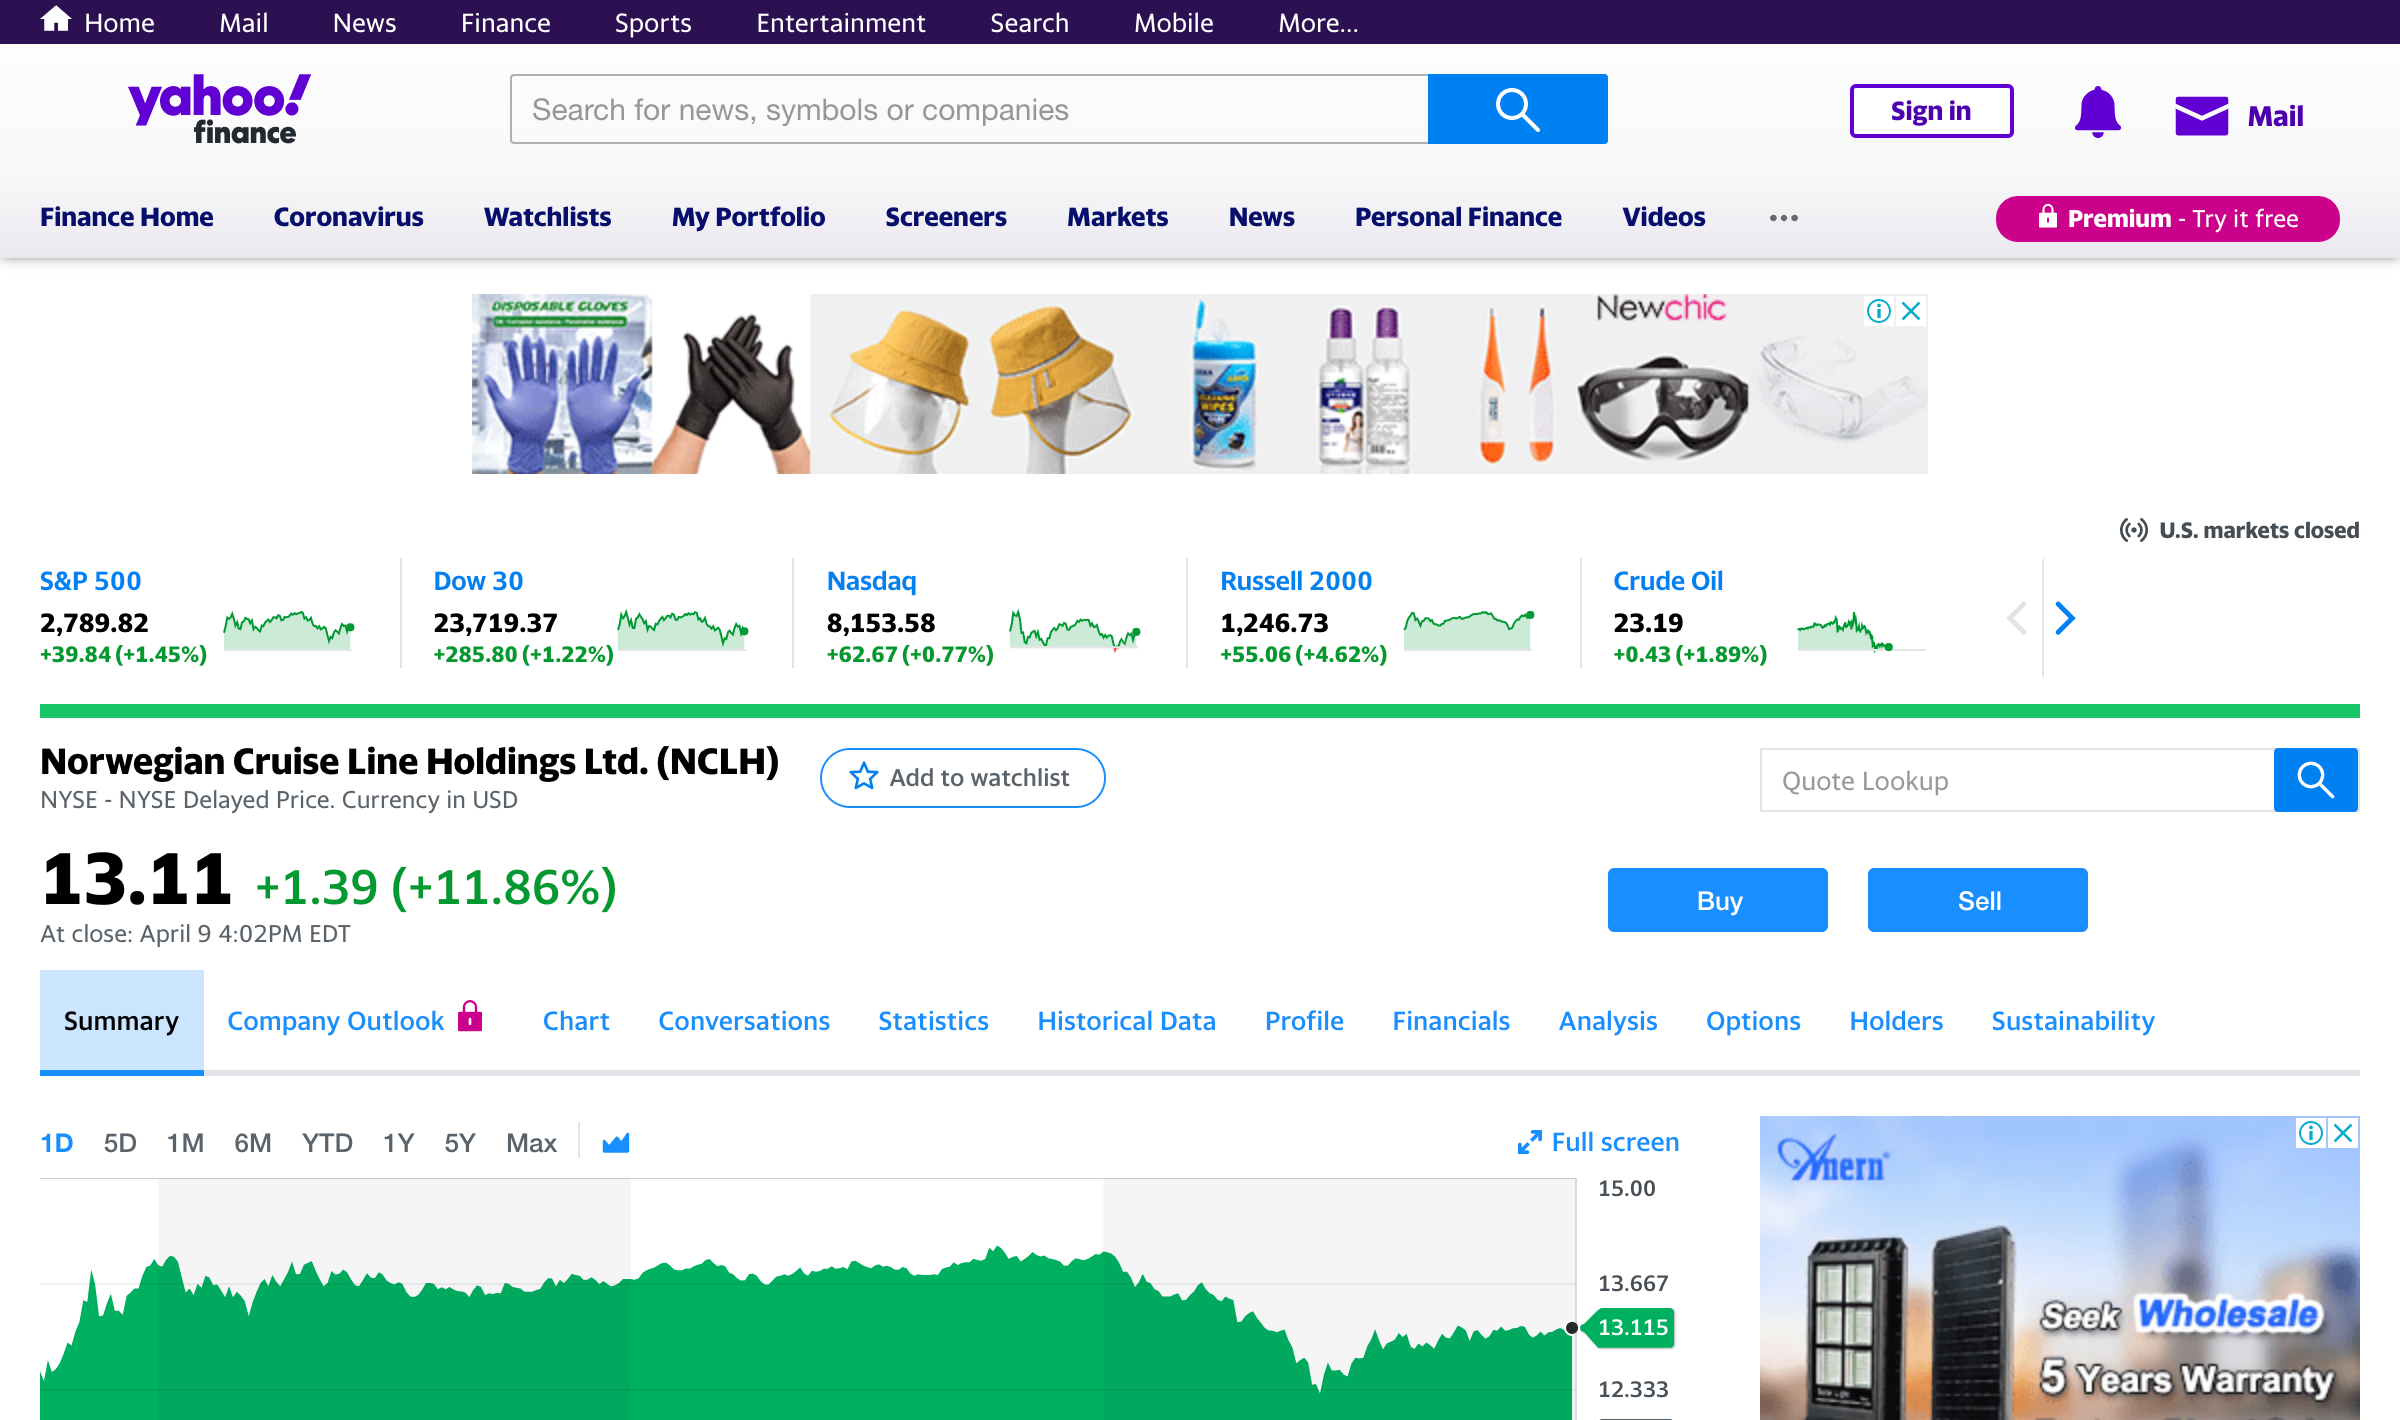 Home Mail News Finance Sports Entertainment Search Mobile More...
yahoo!
finance
Search for news, symbols or companies
Sign in
Mail
Finance Home Coronavirus Watchlists My Portfolio Screeners Markets News Personal Finance Videos
Premium - Try it free
DISPOSABLE GLOVES
Newchic
CLEANING
WIPES
U.S. markets closed
S&P 500
2,789.82
+39.84 (+1.45%)
Dow 30
23,719.37
+285.80 (+1.22%)
Nasdaq
8,153.58
+62.67 (+0.77%)
Russell 2000
1,246.73
+55.06 (+4.62%)
Crude Oil
23.19
+0.43 (+1.89%)
Norwegian Cruise Line Holdings Ltd. (NCLH)
NYSE - NYSE Delayed Price. Currency in USD
Add to watchlist
Quote Lookup
13.11 +1.39 (+11.86%)
At close: April 9 4:02PM EDT
Buy
Sell
Summary Company Outlook Chart Conversations Statistics Historical Data Profile Financials Analysis Options Holders Sustainability
1D 5D 1M 6M YTD 1Y 5Y Max
Full screen
15.00
13.667
13.115
12.333
Anern
Seek Wholesale
5 Years Warranty